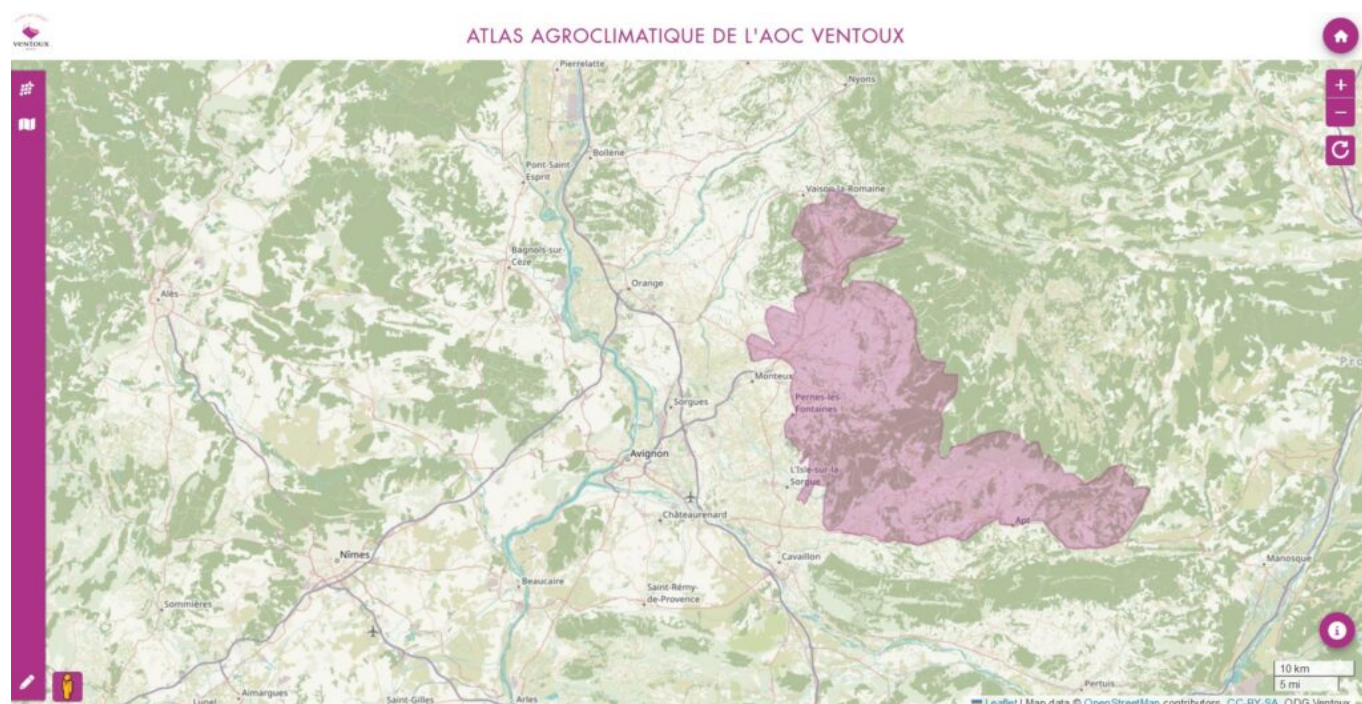 ventoux
ATLAS AGROCLIMATIQUE DE L'AOC VENTOUX
Pierrelatte
Nyons
+
−
Bollène
Pont-Saint-
Esprit
Vaison-la-Romaine
Bagnols-sur-
Cèze
Orange
Alès
Monteux
Sorgues
Pernes-les-
Fontaines
Avignon
L'Isle-sur-la-
Sorgue
Châteaurenard
Apt
Nîmes
Cavaillon
Manosque
Beaucaire
Saint-Rémy-
de-Provence
Sommières
10 km
5 mi
Pertuis
Aimargues
Lunel
Saint-Gilles
Arles
Leaflet | Map data © OpenStreetMap contributors, CC-BY-SA, ODG Ventoux